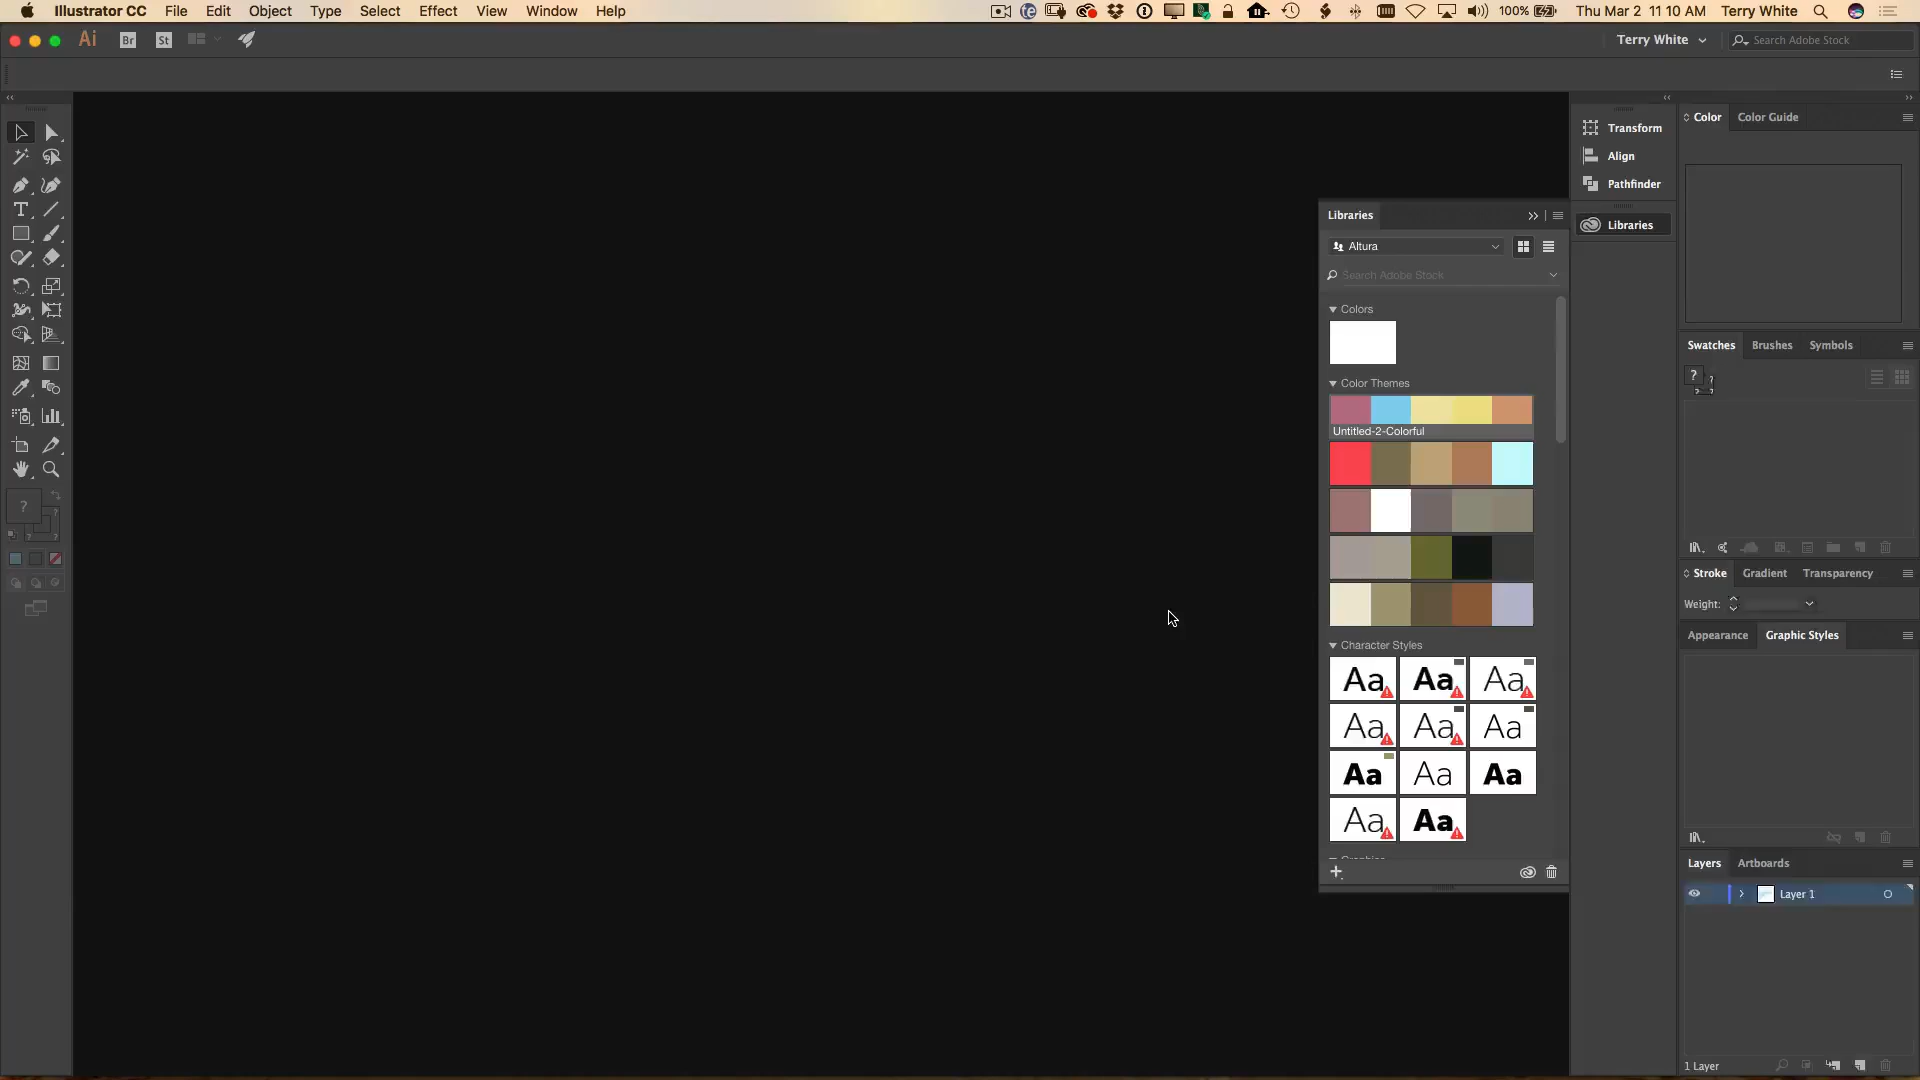 Illustrator CC File Edit Object Type Select Effect View Window Help
100% Thu Mar 2 11:10 AM Terry White
Ai Br St
Terry White Search Adobe Stock
Transform
Align
Pathfinder
Libraries
Libraries
Altura
Search Adobe Stock
Colors
Color Themes
Untitled-2-Colorful
Character Styles
Aa Aa Aa
Aa Aa Aa
Aa Aa Aa
Aa Aa
Color Color Guide
Swatches Brushes Symbols
Stroke Gradient Transparency
Weight:
Appearance Graphic Styles
Layers Artboards
Layer 1
1 Layer